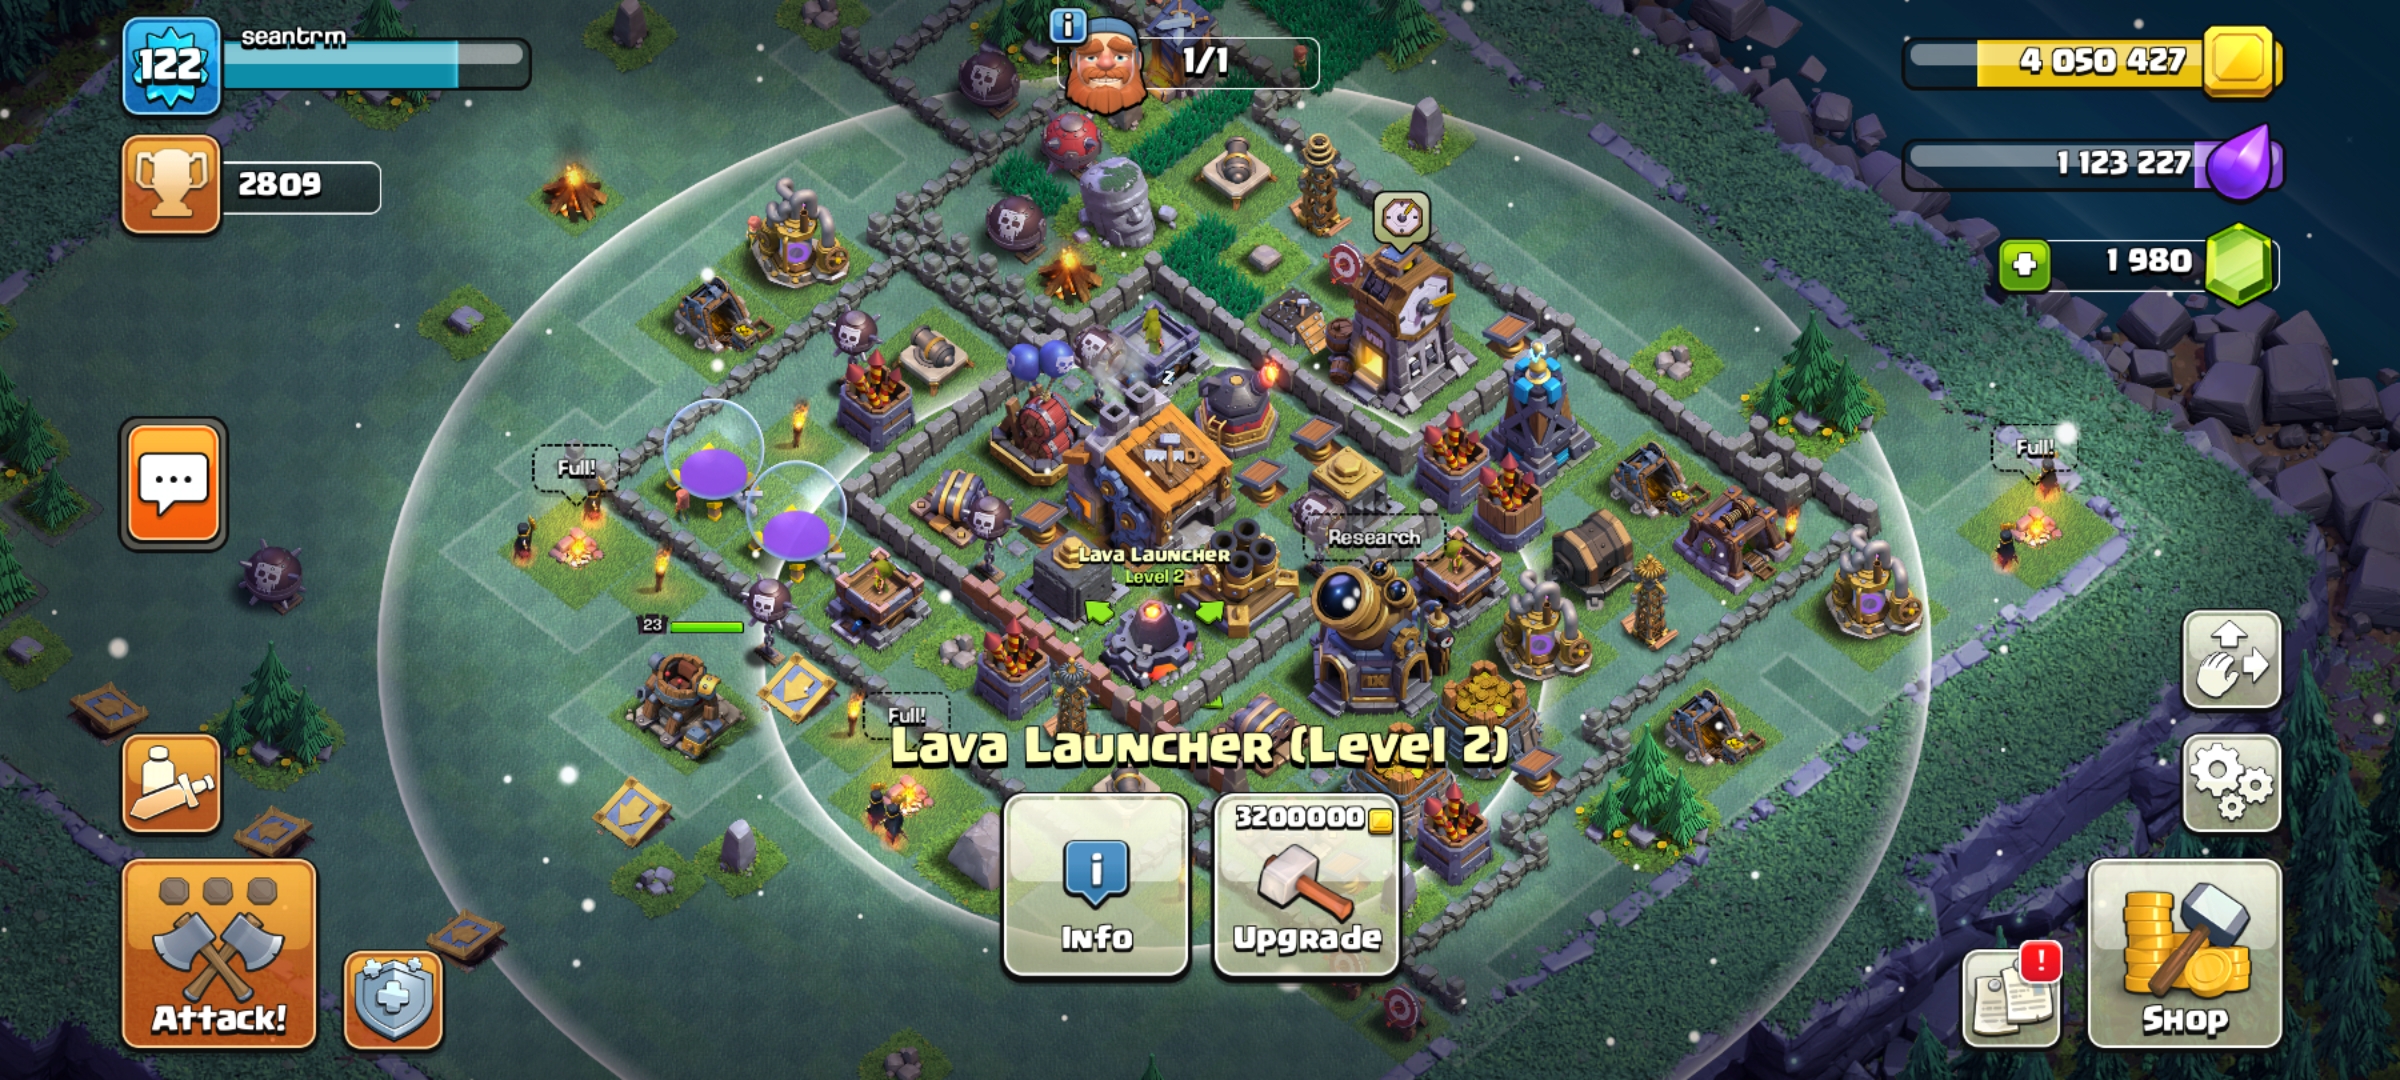 122
seantrm
1/1
4 050 427
2809
1 123 227
1 980
Full!
Full!
Z
Research
Lava Launcher
Level 2
23
Full!
Lava Launcher (Level 2)
3200000
Info
Upgrade
Attack!
!
Shop